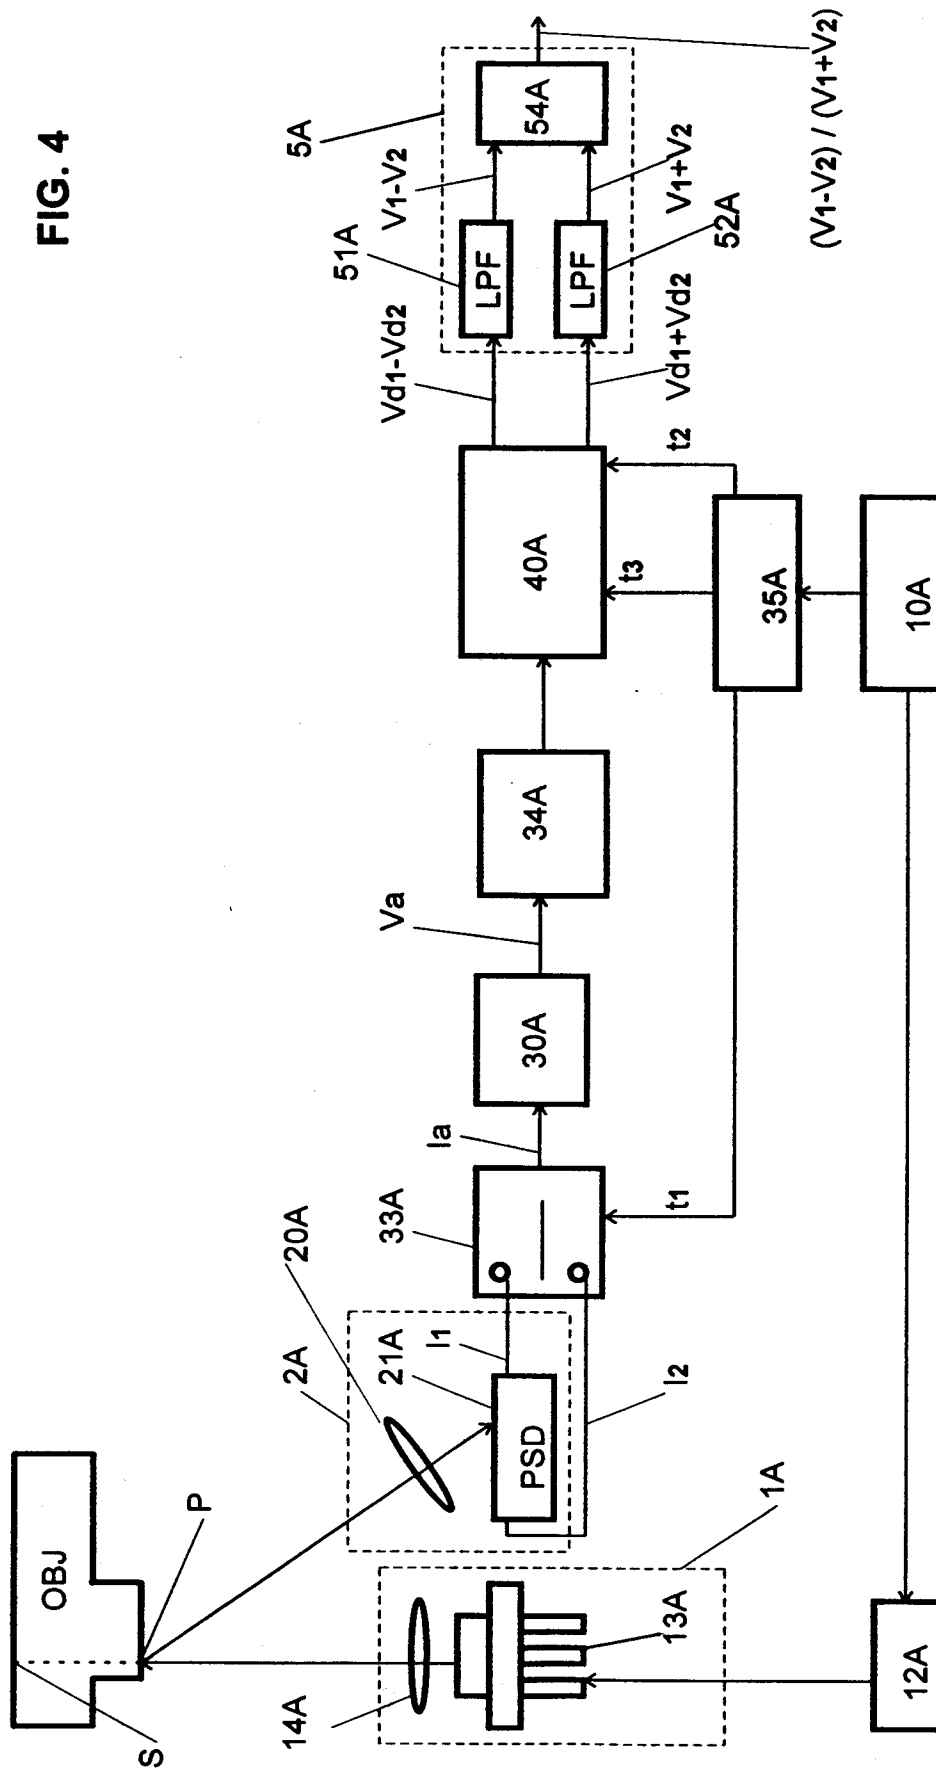 FIG. 4
OBJ
S
P
14A
13A
1A
12A
2A
20A
21A
PSD
I1
I2
33A
Ia
t1
30A
Va
34A
40A
t3
t2
35A
10A
Vd1-Vd2
Vd1+Vd2
51A
LPF
LPF
52A
5A
V1-V2
V1+V2
54A
(V1-V2) / (V1+V2)